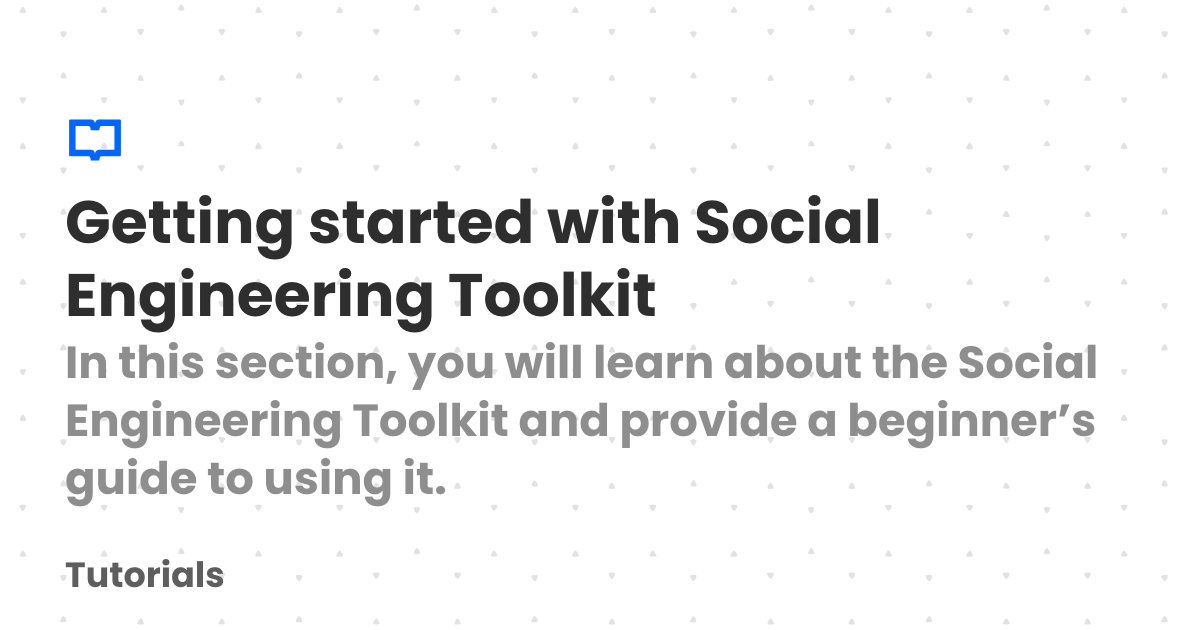 Getting started with Social
Engineering Toolkit
In this section, you will learn about the Social
Engineering Toolkit and provide a beginner’s
guide to using it.
Tutorials